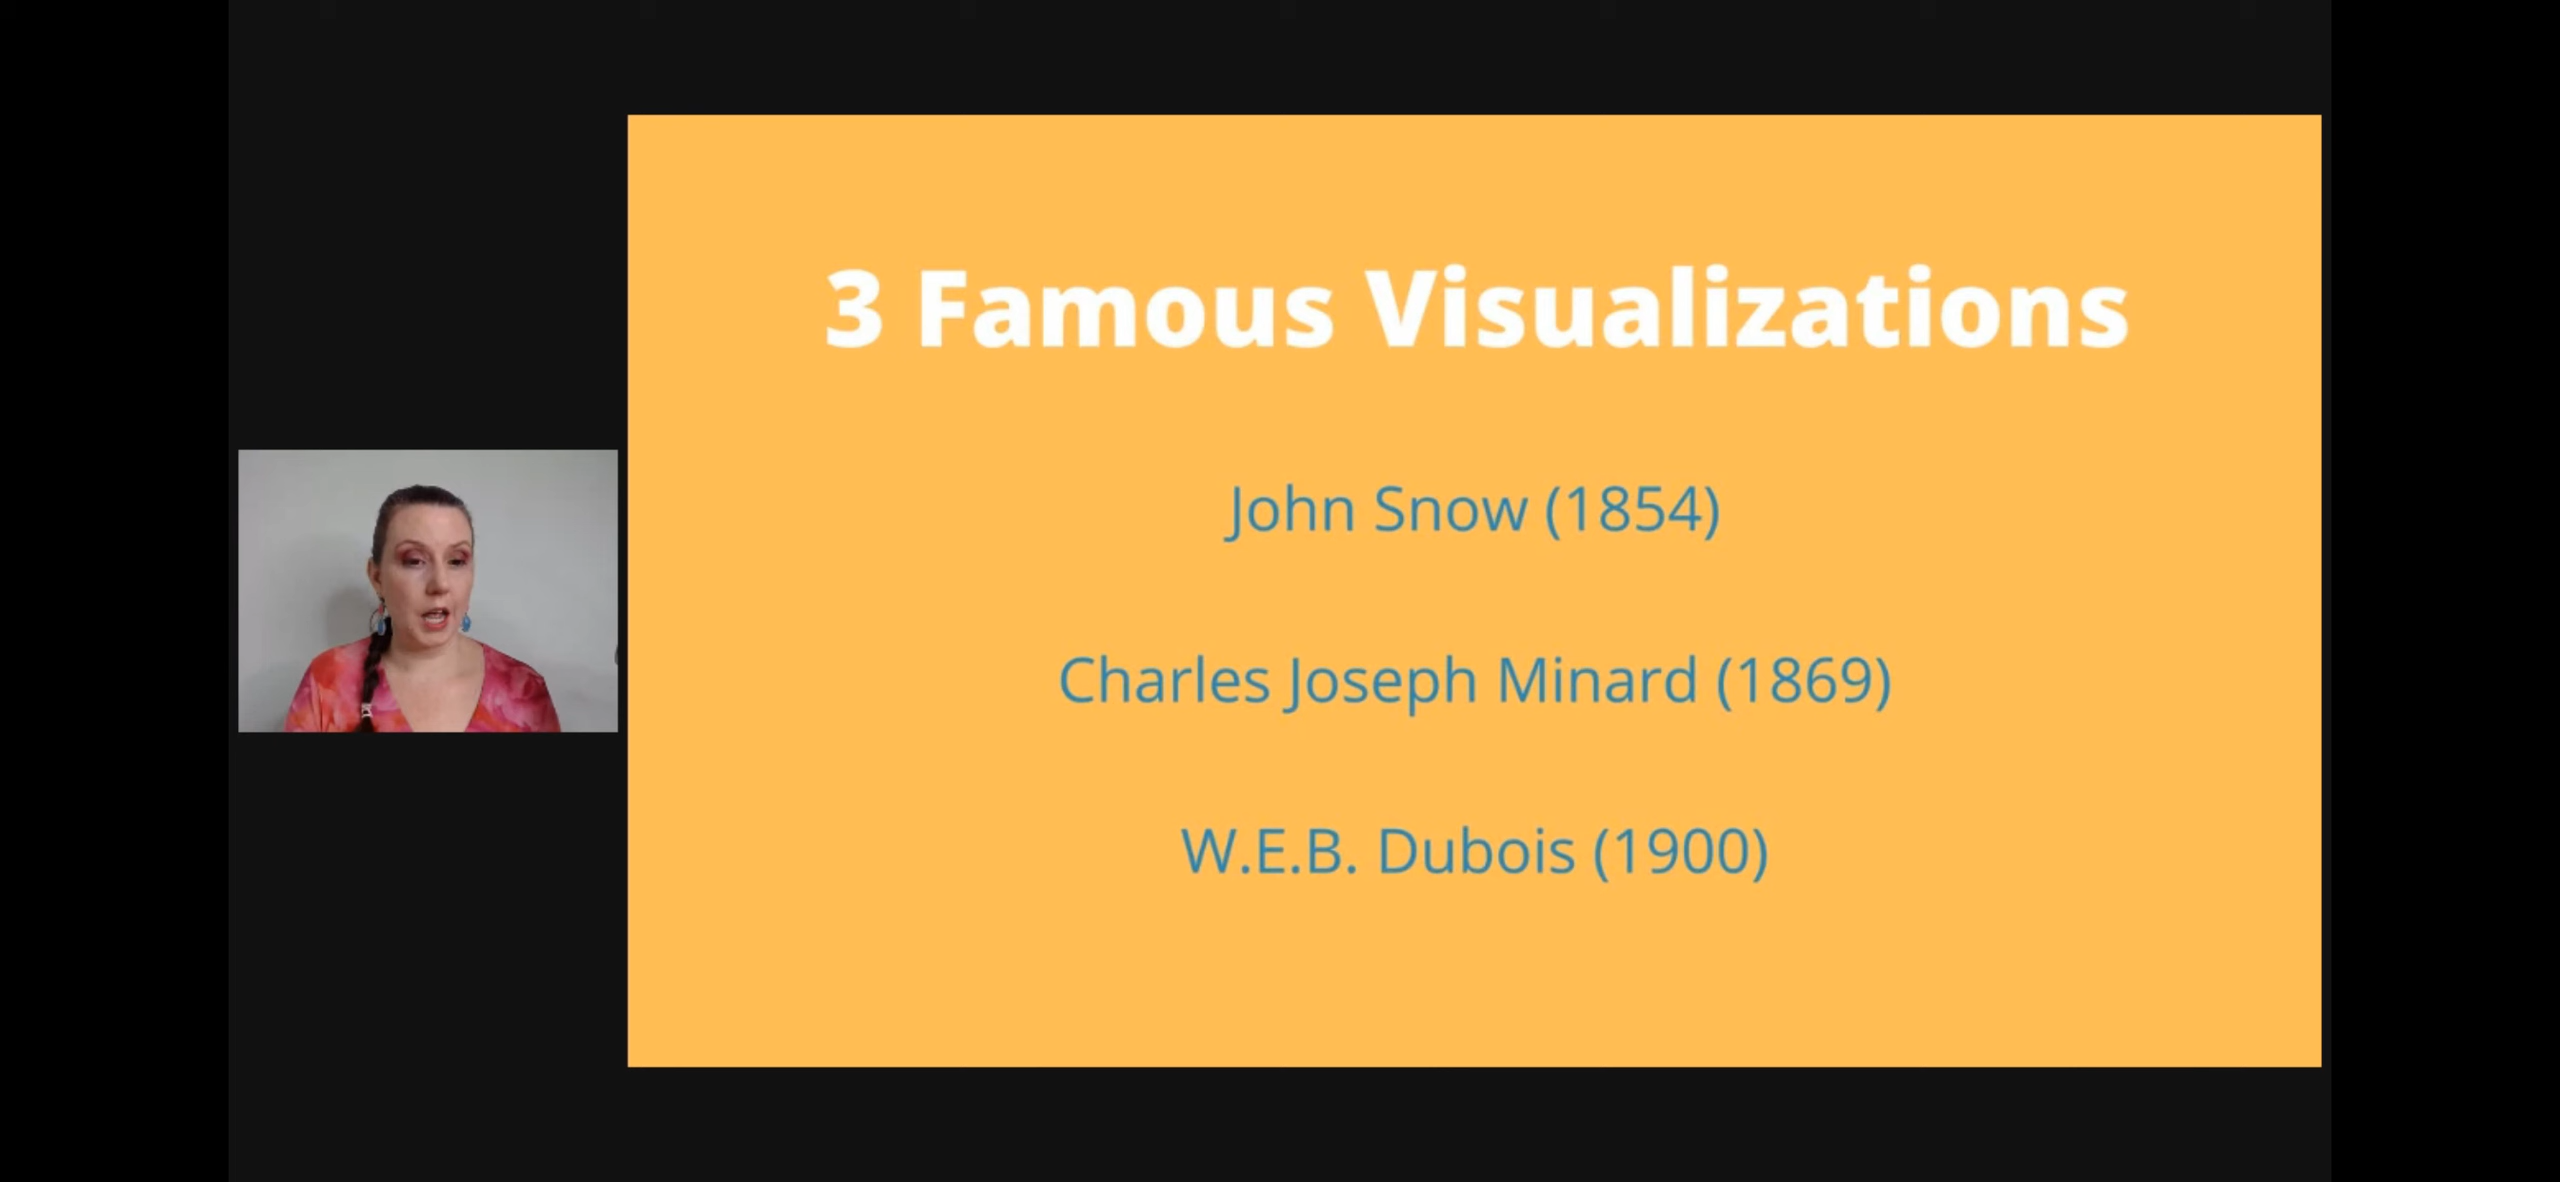 3 Famous Visualizations
John Snow (1854)
Charles Joseph Minard (1869)
W.E.B. Dubois (1900)